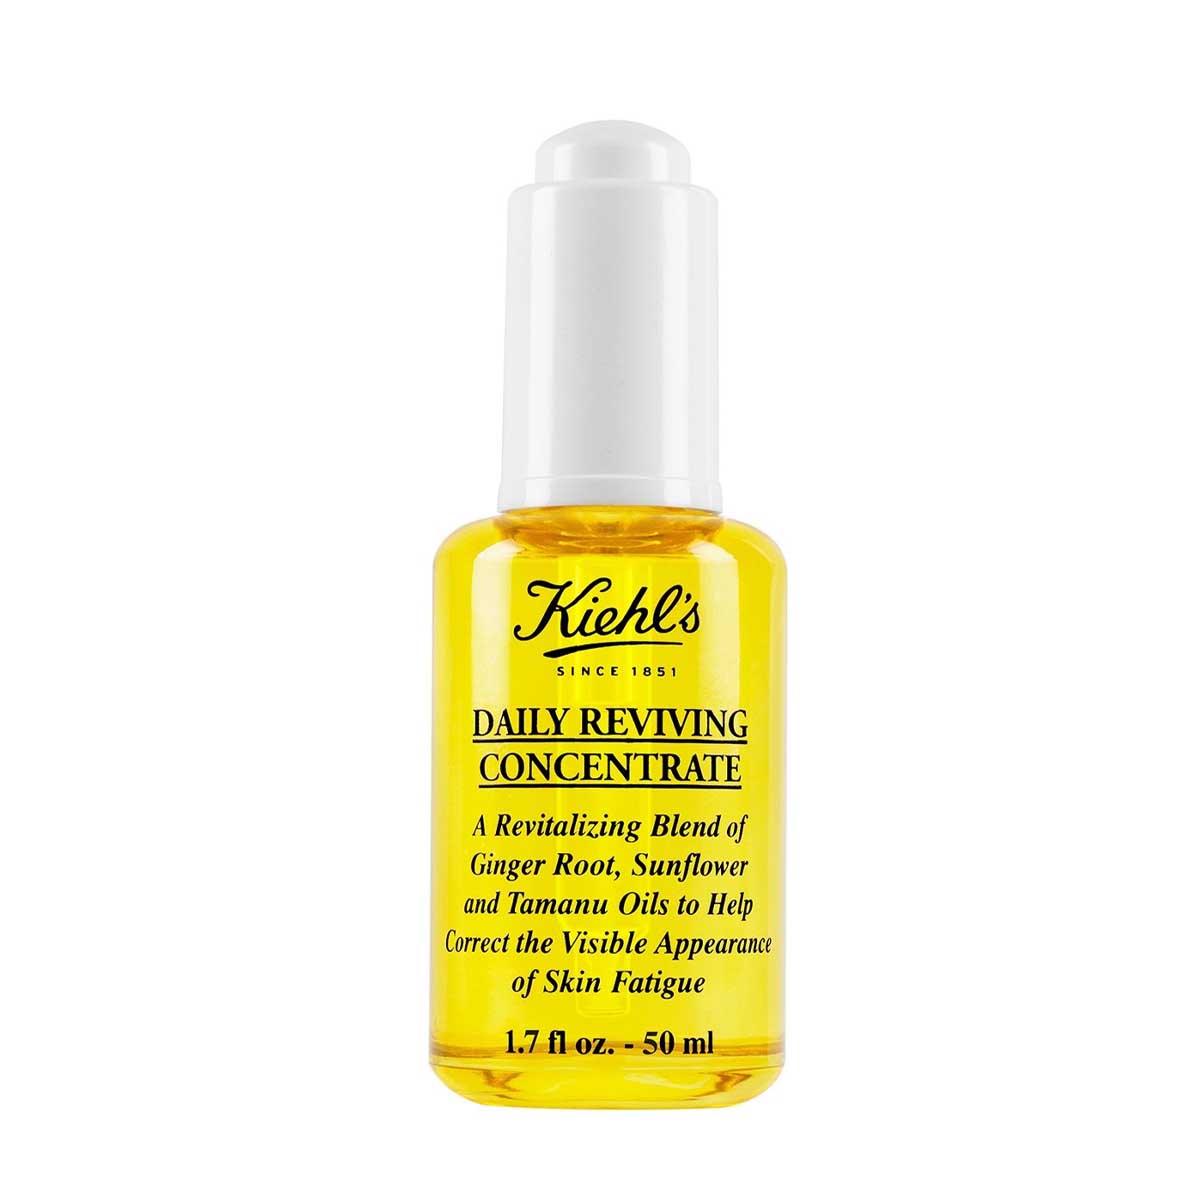 Kiehl's
SINCE 1851
DAILY REVIVING
CONCENTRATE
A Revitalizing Blend of
Ginger Root, Sunflower
and Tamanu Oils to Help
Correct the Visible Appearance
of Skin Fatigue
1.7 fl oz. - 50 ml